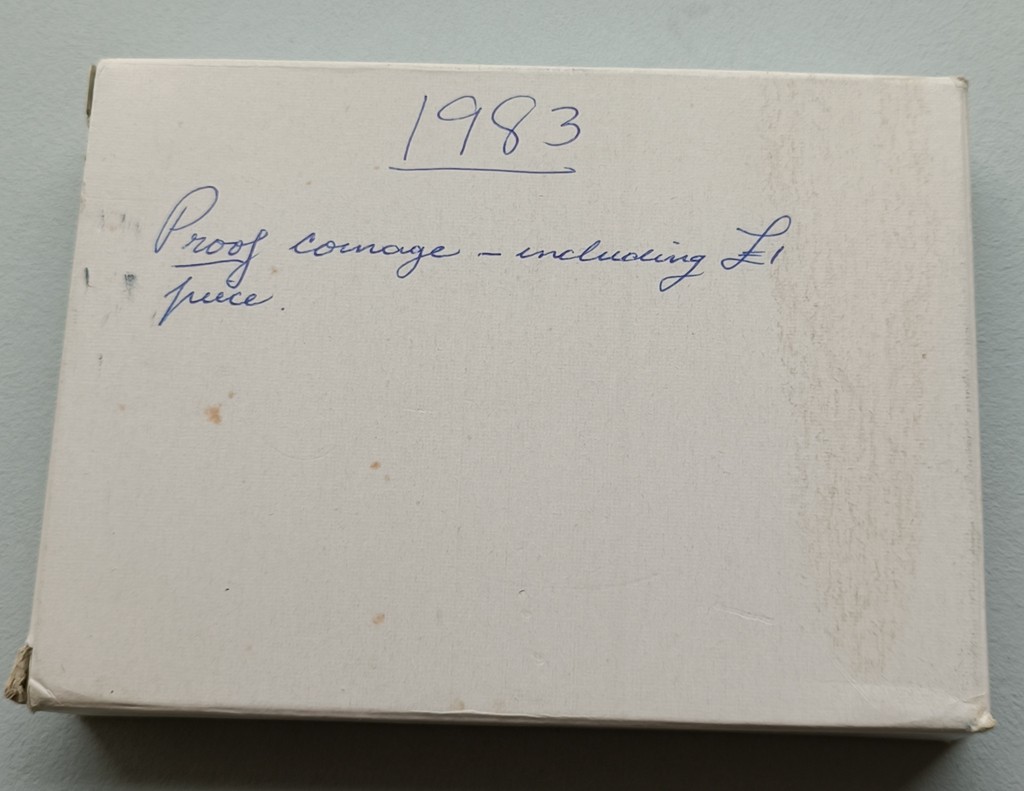 1983
Proof coinage - including £1
piece.